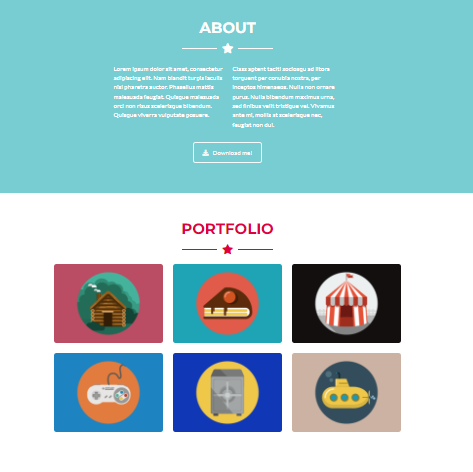 ABOUT
Lorem ipsum dolor sit amet, consectetur
adipiscing elit. Nam blandit turpis iaculis
nisl pharetra auctor. Phasellus mattis
malesuada feugiat. Quisque malesuada
orci non risus scelerisque bibendum.
Quisque viverra vulputate posuere.
Class aptent taciti sociosqu ad litora
torquent per conubia nostra, per
inceptos himenaeos. Nulla non ornare
purus. Nulla bibendum maximus urna,
sed finibus velit tristique vel. Vivamus
ante mi, mollis at scelerisque nec,
feugiat non dui.
Download me!
PORTFOLIO